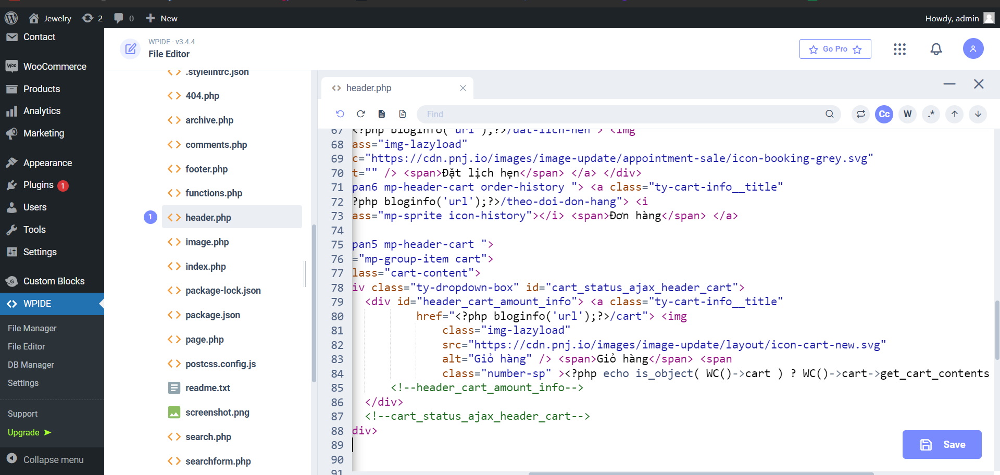 Jewelry
2
0
New
Howdy, admin
Contact
WooCommerce
Products
Analytics
Marketing
Appearance
Plugins 1
Users
Tools
Settings
Custom Blocks
WPIDE
File Manager
File Editor
DB Manager
Settings
Support
Upgrade
Collapse menu
WPIDE - v3.4.4
File Editor
Go Pro
.stylelintrc.json
404.php
archive.php
comments.php
footer.php
functions.php
1
header.php
image.php
index.php
package-lock.json
package.json
page.php
postcss.config.js
readme.txt
screenshot.png
search.php
searchform.php
header.php
Find
Cc
W
.*
67 <?php bloginfo('url');?>/dat-lich-hen"> <img
68 ass="img-lazyload"
69 c="https://cdn.pnj.io/images/image-update/appointment-sale/icon-booking-grey.svg"
70 t="" /> <span>Đặt lịch hẹn</span> </a> </div>
71 pan6 mp-header-cart order-history "> <a class="ty-cart-info__title"
72 ?php bloginfo('url');?>/theo-doi-don-hang"> <i
73 ass="mp-sprite icon-history"></i> <span>Đơn hàng</span> </a>
74
75 pan5 mp-header-cart ">
76 ="mp-group-item cart">
77 lass="cart-content">
78 iv class="ty-dropdown-box" id="cart_status_ajax_header_cart">
79 <div id="header_cart_amount_info"> <a class="ty-cart-info__title"
80 href="<?php bloginfo('url');?>/cart"> <img
81 class="img-lazyload"
82 src="https://cdn.pnj.io/images/image-update/layout/icon-cart-new.svg"
83 alt="Giỏ hàng" /> <span>Giỏ hàng</span> <span
84 class="number-sp" ><?php echo is_object( WC()->cart ) ? WC()->cart->get_cart_contents
85 <!--header_cart_amount_info-->
86 </div>
87 <!--cart_status_ajax_header_cart-->
88 div>
89
90
91
Save